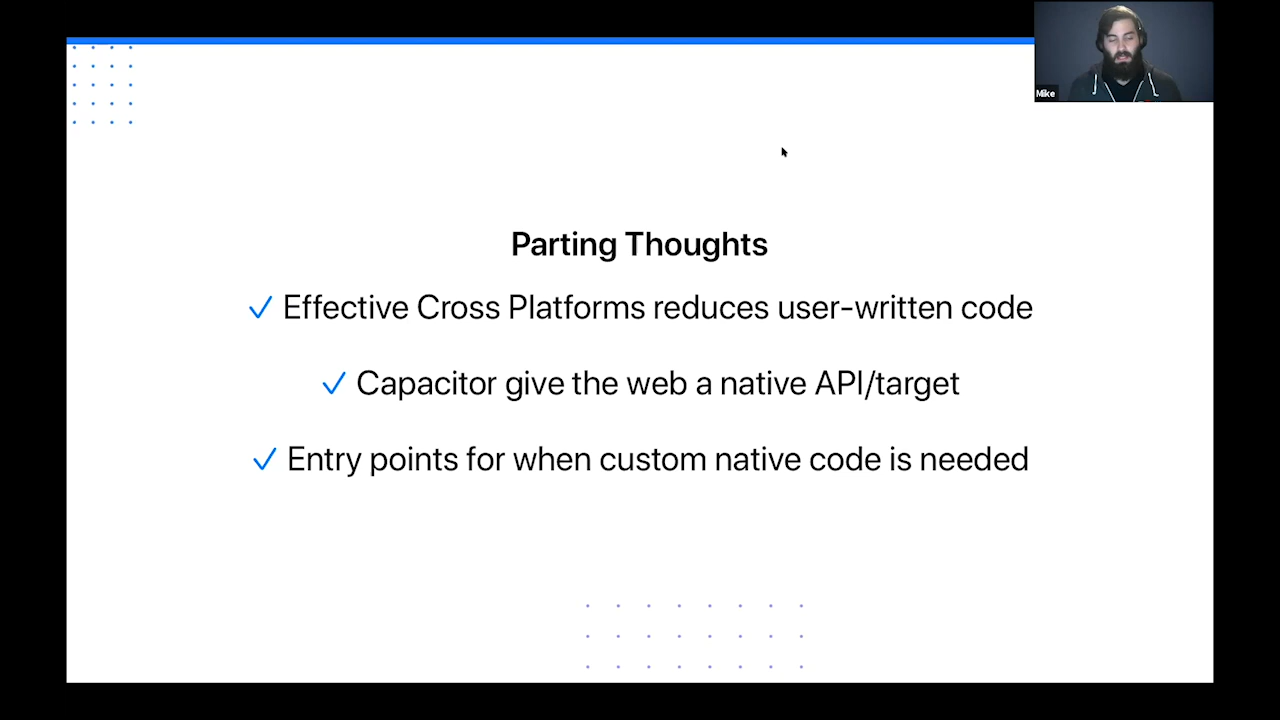 Mike
Parting Thoughts
✓ Effective Cross Platforms reduces user-written code
✓ Capacitor give the web a native API/target
✓ Entry points for when custom native code is needed